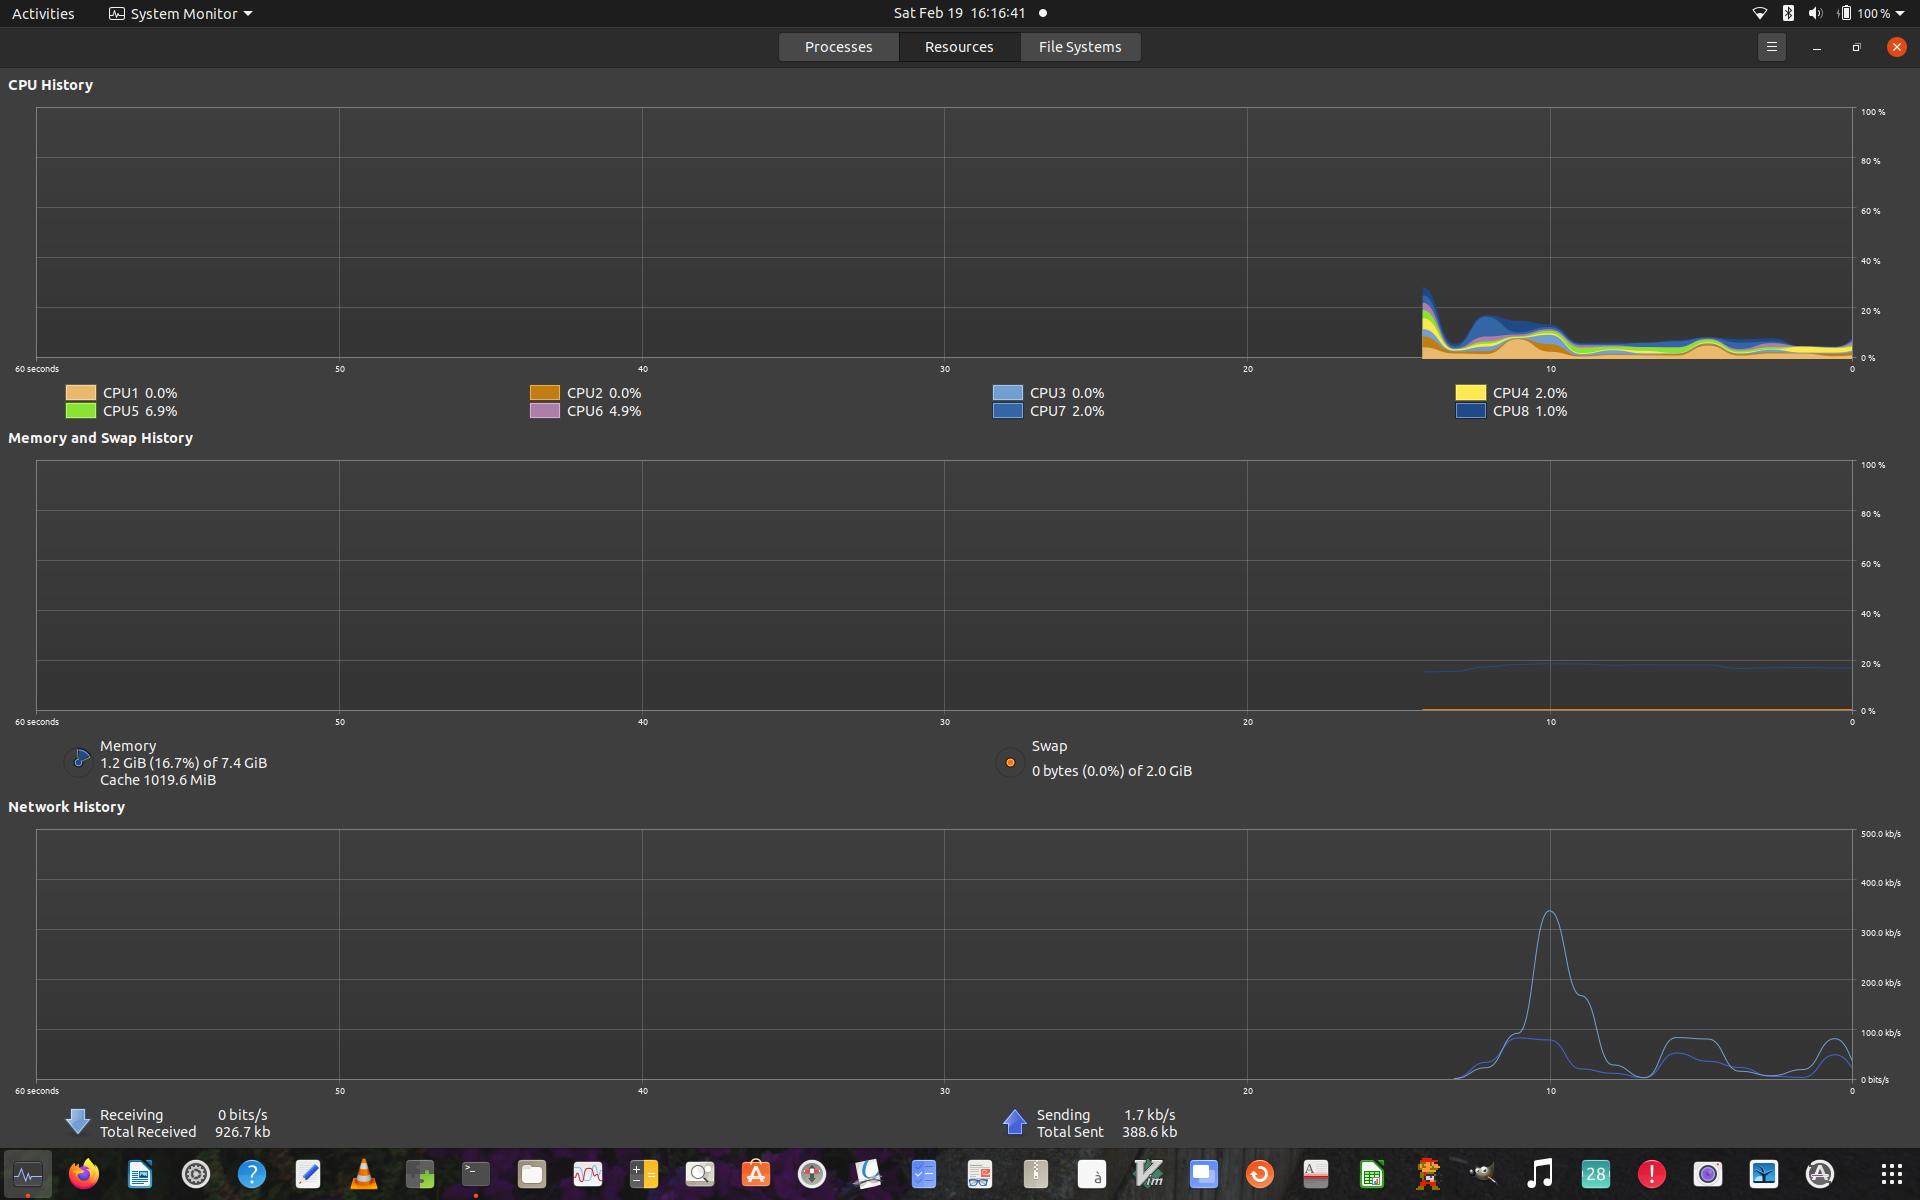 Activities System Monitor Sat Feb 19 16:16:41 100 %
Processes Resources File Systems
CPU History
100 %
80 %
60 %
40 %
20 %
0 %
60 seconds 50 40 30 20 10 0
CPU1 0.0% CPU2 0.0% CPU3 0.0% CPU4 2.0%
CPU5 6.9% CPU6 4.9% CPU7 2.0% CPU8 1.0%
Memory and Swap History
100 %
80 %
60 %
40 %
20 %
0 %
60 seconds 50 40 30 20 10 0
Memory
1.2 GiB (16.7%) of 7.4 GiB
Cache 1019.6 MiB
Swap
0 bytes (0.0%) of 2.0 GiB
Network History
500.0 kb/s
400.0 kb/s
300.0 kb/s
200.0 kb/s
100.0 kb/s
0 bits/s
60 seconds 50 40 30 20 10 0
Receiving 0 bits/s Sending 1.7 kb/s
Total Received 926.7 kb Total Sent 388.6 kb
? >_ A à Vim A 28 ! A